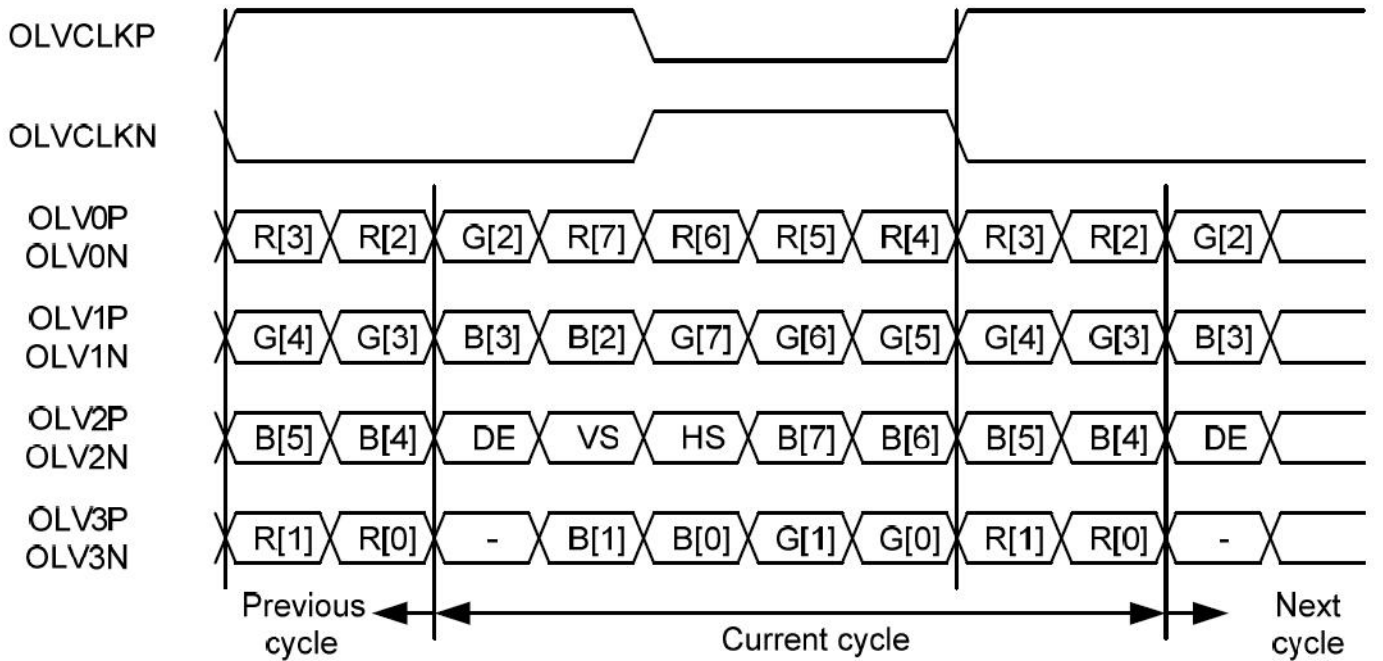 OLVCLKP
OLVCLKN
OLV0P
OLV0N
R[3] R[2] G[2] R[7] R[6] R[5] R[4] R[3] R[2] G[2]
OLV1P
OLV1N
G[4] G[3] B[3] B[2] G[7] G[6] G[5] G[4] G[3] B[3]
OLV2P
OLV2N
B[5] B[4] DE VS HS B[7] B[6] B[5] B[4] DE
OLV3P
OLV3N
R[1] R[0] - B[1] B[0] G[1] G[0] R[1] R[0] -
Previous
cycle
Current cycle
Next
cycle